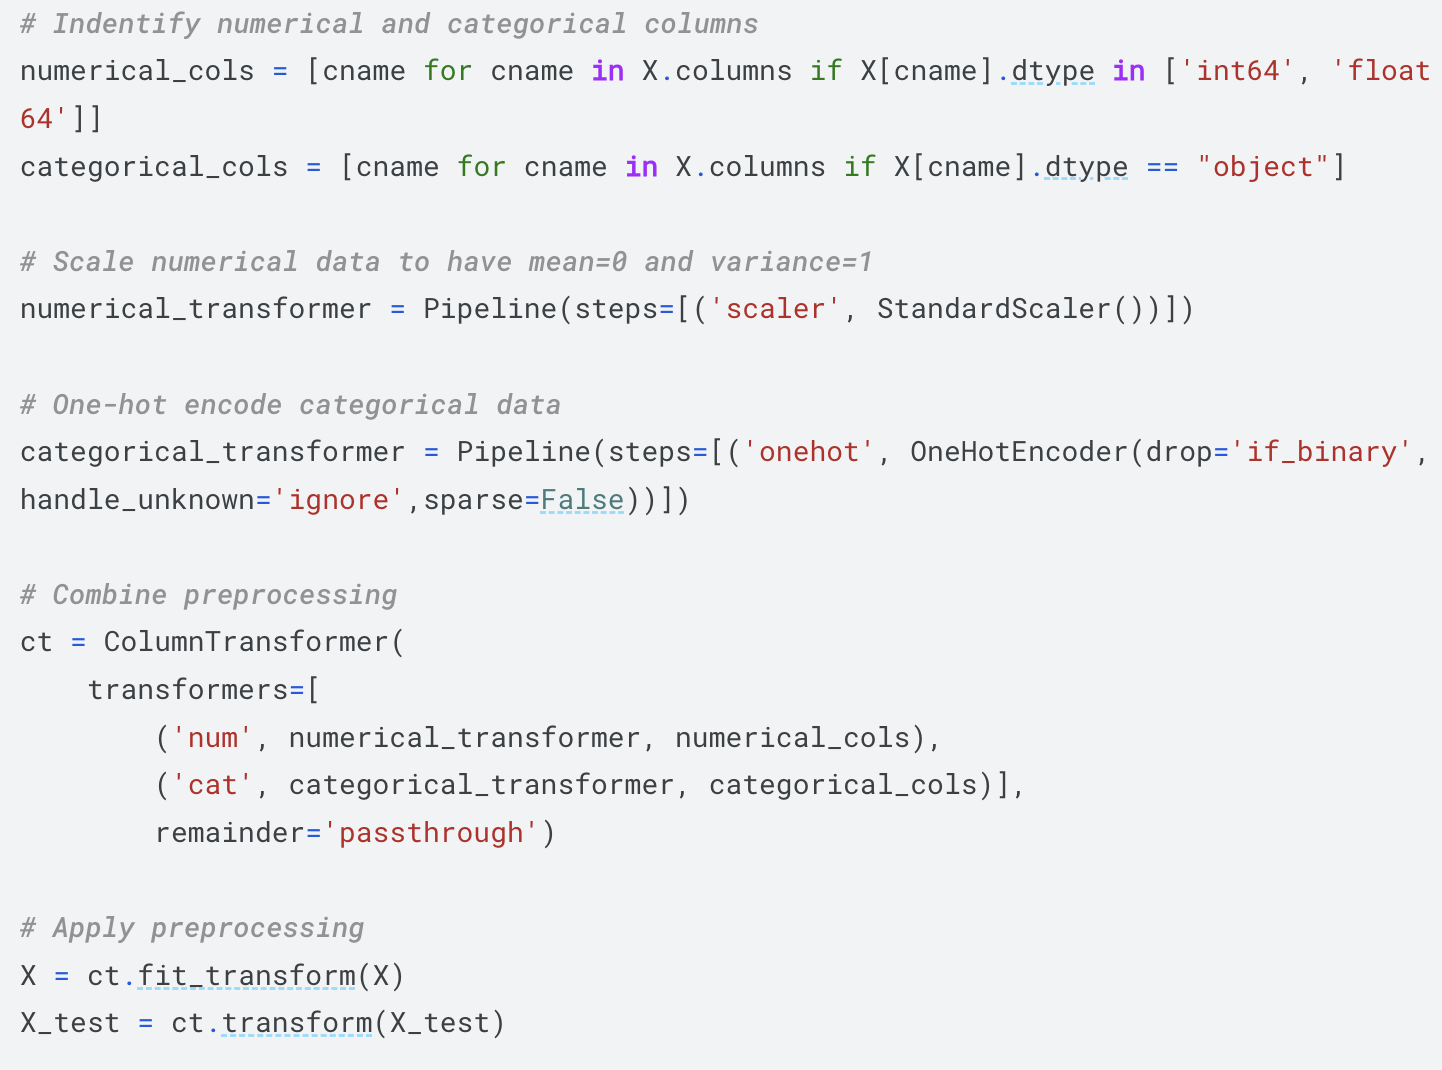 # Indentify numerical and categorical columns
numerical_cols = [cname for cname in X.columns if X[cname].dtype in ['int64', 'float
64']]
categorical_cols = [cname for cname in X.columns if X[cname].dtype == "object"]
# Scale numerical data to have mean=0 and variance=1
numerical_transformer = Pipeline(steps=[('scaler', StandardScaler())])
# One-hot encode categorical data
categorical_transformer = Pipeline(steps=[('onehot', OneHotEncoder(drop='if_binary',
handle_unknown='ignore',sparse=False))])
# Combine preprocessing
ct = ColumnTransformer(
    transformers=[
        ('num', numerical_transformer, numerical_cols),
        ('cat', categorical_transformer, categorical_cols)],
        remainder='passthrough')
# Apply preprocessing
X = ct.fit_transform(X)
X_test = ct.transform(X_test)